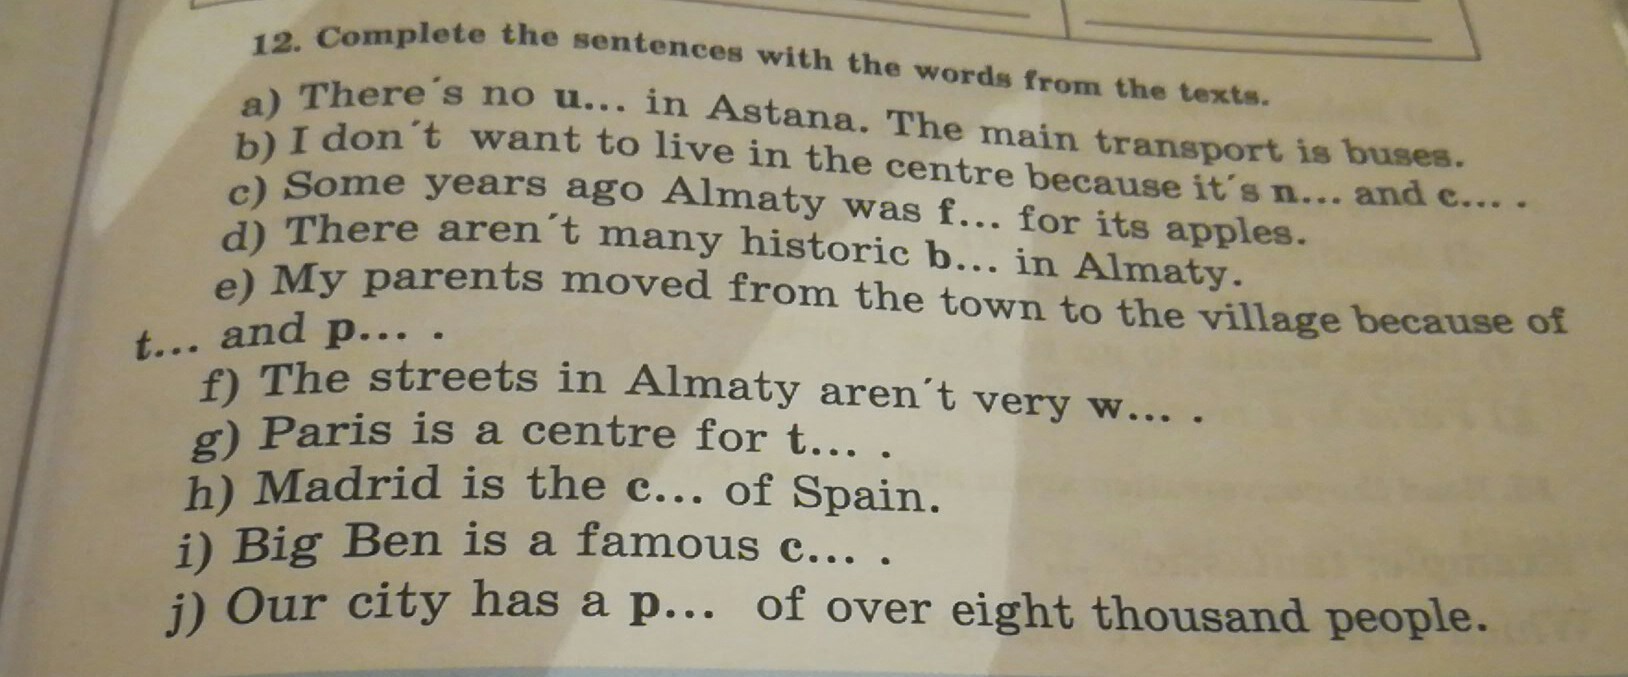 12. Complete the sentences with the words from the texts.
a) There´s no u... in Astana. The main transport is buses.
b) I don´t want to live in the centre because it´s n... and c... .
c) Some years ago Almaty was f... for its apples.
d) There aren´t many historic b... in Almaty.
e) My parents moved from the town to the village because of
t... and p... .
f) The streets in Almaty aren´t very w... .
g) Paris is a centre for t... .
h) Madrid is the c... of Spain.
i) Big Ben is a famous c... .
j) Our city has a p... of over eight thousand people.